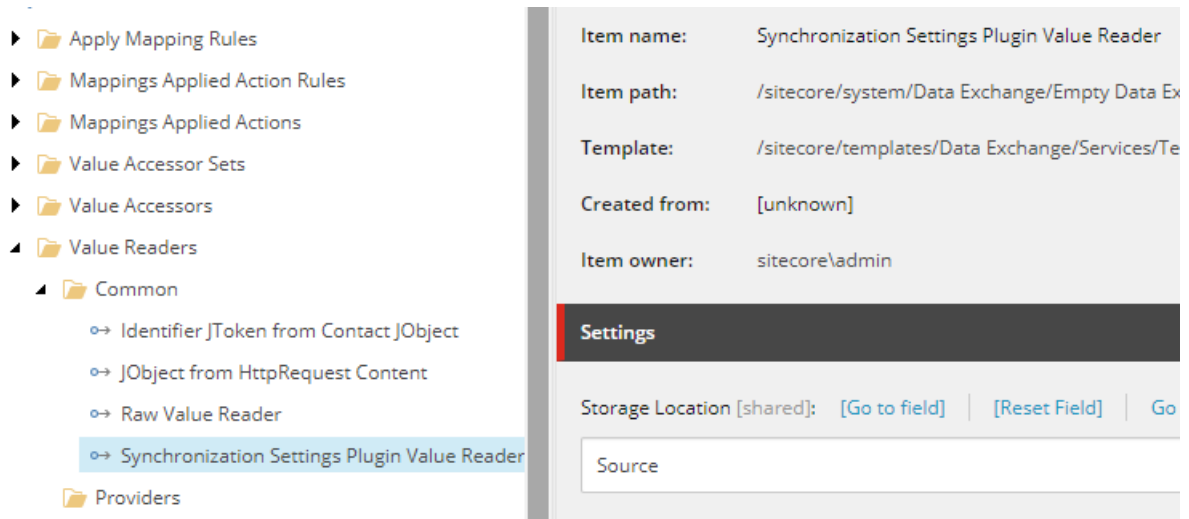 Apply Mapping Rules
Mappings Applied Action Rules
Mappings Applied Actions
Value Accessor Sets
Value Accessors
Value Readers
Common
Identifier JToken from Contact JObject
JObject from HttpRequest Content
Raw Value Reader
Synchronization Settings Plugin Value Reader
Providers
Item name: Synchronization Settings Plugin Value Reader
Item path: /sitecore/system/Data Exchange/Empty Data Ex
Template: /sitecore/templates/Data Exchange/Services/Te
Created from: [unknown]
Item owner: sitecore\admin
Settings
Storage Location [shared]: [Go to field] [Reset Field] Go
Source